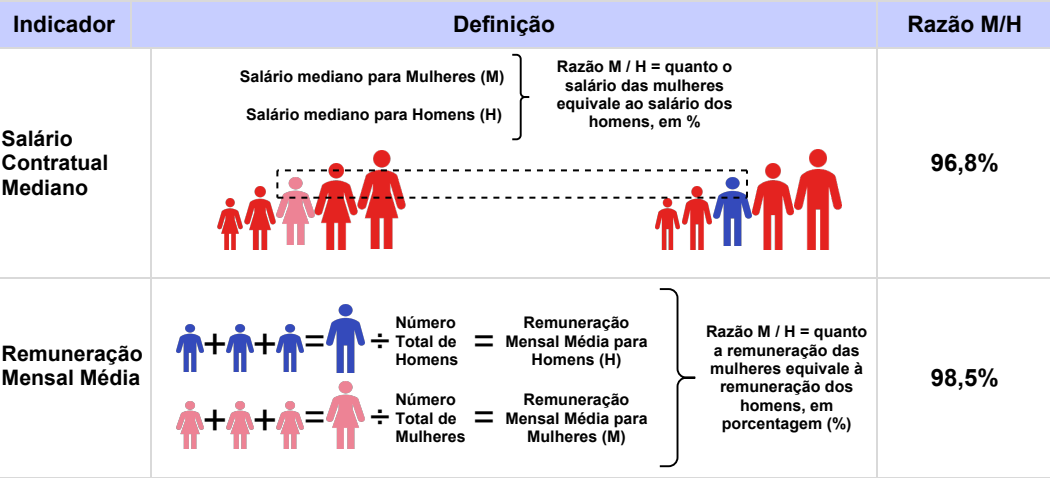 Indicador
Definição
Razão M/H
Salário
Contratual
Mediano
Salário mediano para Mulheres (M)
Salário mediano para Homens (H)
Razão M / H = quanto o
salário das mulheres
equivale ao salário dos
homens, em %
96,8%
Remuneração
Mensal Média
+ + = ÷
Número
Total de
Homens
=
Remuneração
Mensal Média para
Homens (H)
+ + = ÷
Número
Total de
Mulheres
=
Remuneração
Mensal Média para
Mulheres (M)
Razão M / H = quanto
a remuneração das
mulheres equivale à
remuneração dos
homens, em
porcentagem (%)
98,5%